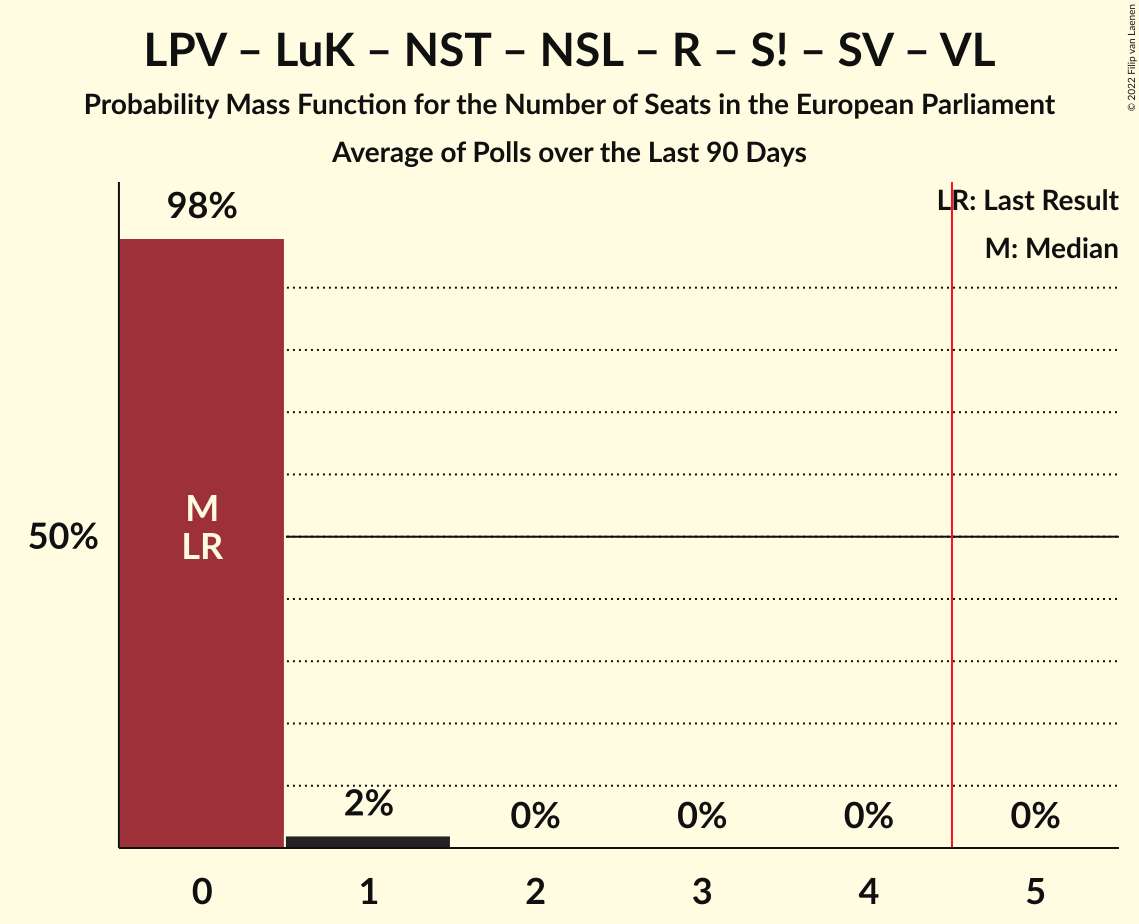 LPV – LuK – NST – NSL – R – S! – SV – VL
Probability Mass Function for the Number of Seats in the European Parliament
Average of Polls over the Last 90 Days
© 2022 Filip van Laenen
LR: Last Result
M: Median
98%
M
LR
50%
2%
0%
0%
0%
0%
0
1
2
3
4
5